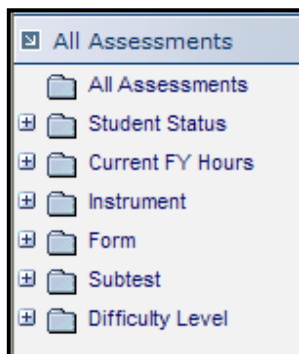 All Assessments
All Assessments
Student Status
Current FY Hours
Instrument
Form
Subtest
Difficulty Level